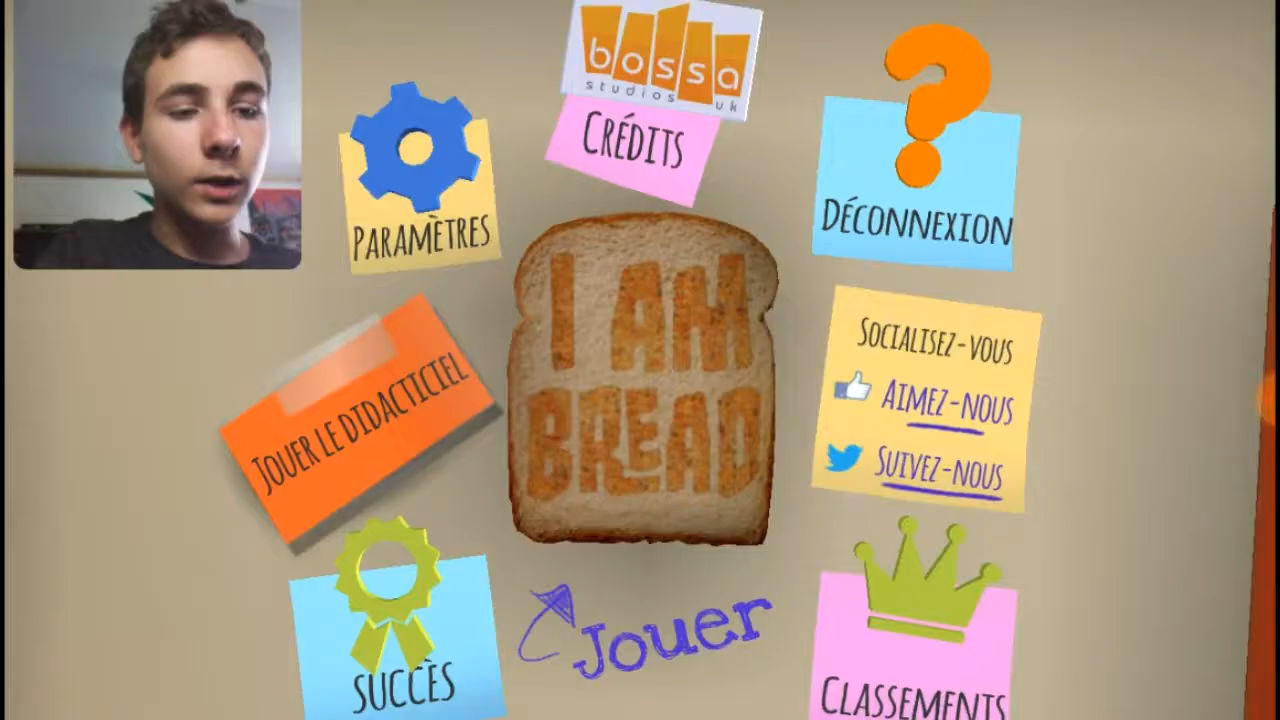 bossa
studios
uk
CRÉDITS
PARAMÈTRES
DÉCONNEXION
I AM
BREAD
JOUER LE DIDACTICIEL
SOCIALISEZ-VOUS
AIMEZ-NOUS
SUIVEZ-NOUS
SUCCÈS
Jouer
CLASSEMENTS